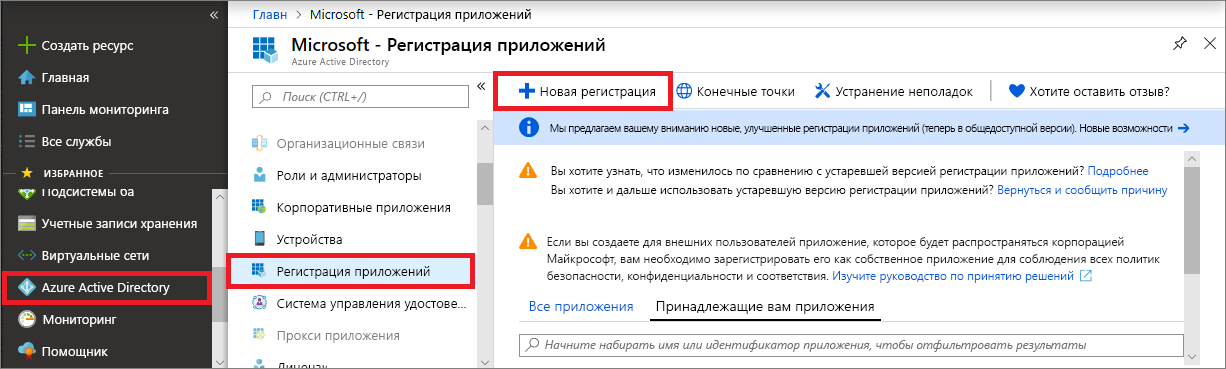 Создать ресурс
Главная
Панель мониторинга
Все службы
ИЗБРАННОЕ
Подсистемы ба
Учетные записи хранения
Виртуальные сети
Azure Active Directory
Мониторинг
Помощник
Главн > Microsoft - Регистрация приложений
Microsoft - Регистрация приложений
Azure Active Directory
Поиск (CTRL+/)
Организационные связи
Роли и администраторы
Корпоративные приложения
Устройства
Регистрация приложений
Система управления удостове...
Прокси приложения
Лицензи
Новая регистрация Конечные точки Устранение неполадок Хотите оставить отзыв?
Мы предлагаем вашему вниманию новые, улучшенные регистрации приложений (теперь в общедоступной версии). Новые возможности →
Вы хотите узнать, что изменилось по сравнению с устаревшей версией регистрации приложений? Подробнее
Вы хотите и дальше использовать устаревшую версию регистрации приложений? Вернуться и сообщить причину
Если вы создаете для внешних пользователей приложение, которое будет распространяться корпорацией
Майкрософт, вам необходимо зарегистрировать его как собственное приложение для соблюдения всех политик
безопасности, конфиденциальности и соответствия. Изучите руководство по принятию решений
Все приложения Принадлежащие вам приложения
Начните набирать имя или идентификатор приложения, чтобы отфильтровать результаты